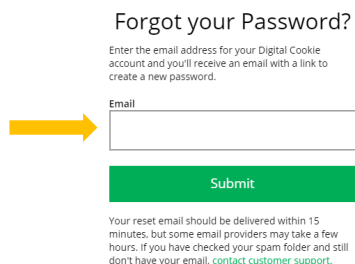 Forgot your Password?
Enter the email address for your Digital Cookie
account and you'll receive an email with a link to
create a new password.
Email
Submit
Your reset email should be delivered within 15
minutes, but some email providers may take a few
hours. If you have checked your spam folder and still
don't have your email, contact customer support.